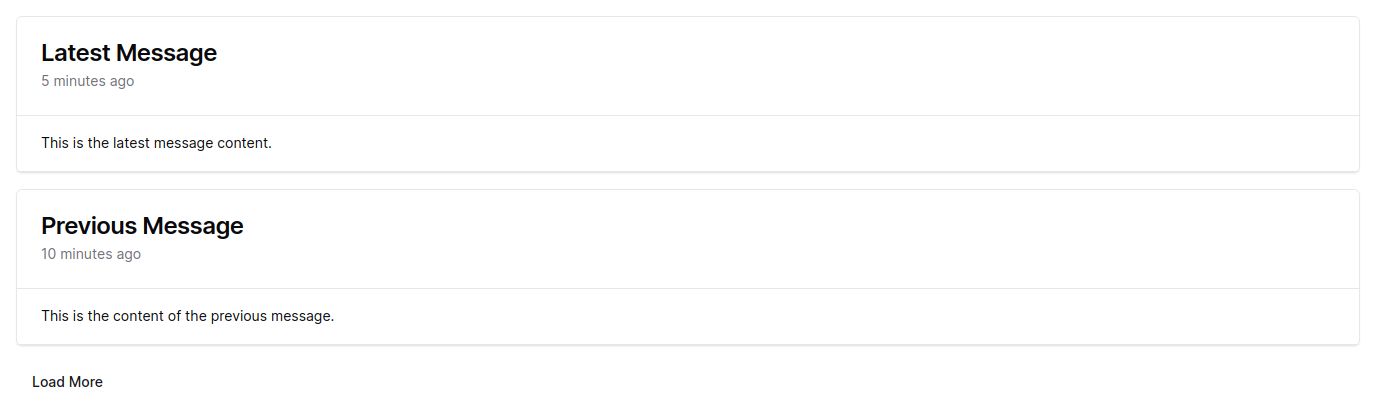 Latest Message
5 minutes ago
This is the latest message content.
Previous Message
10 minutes ago
This is the content of the previous message.
Load More